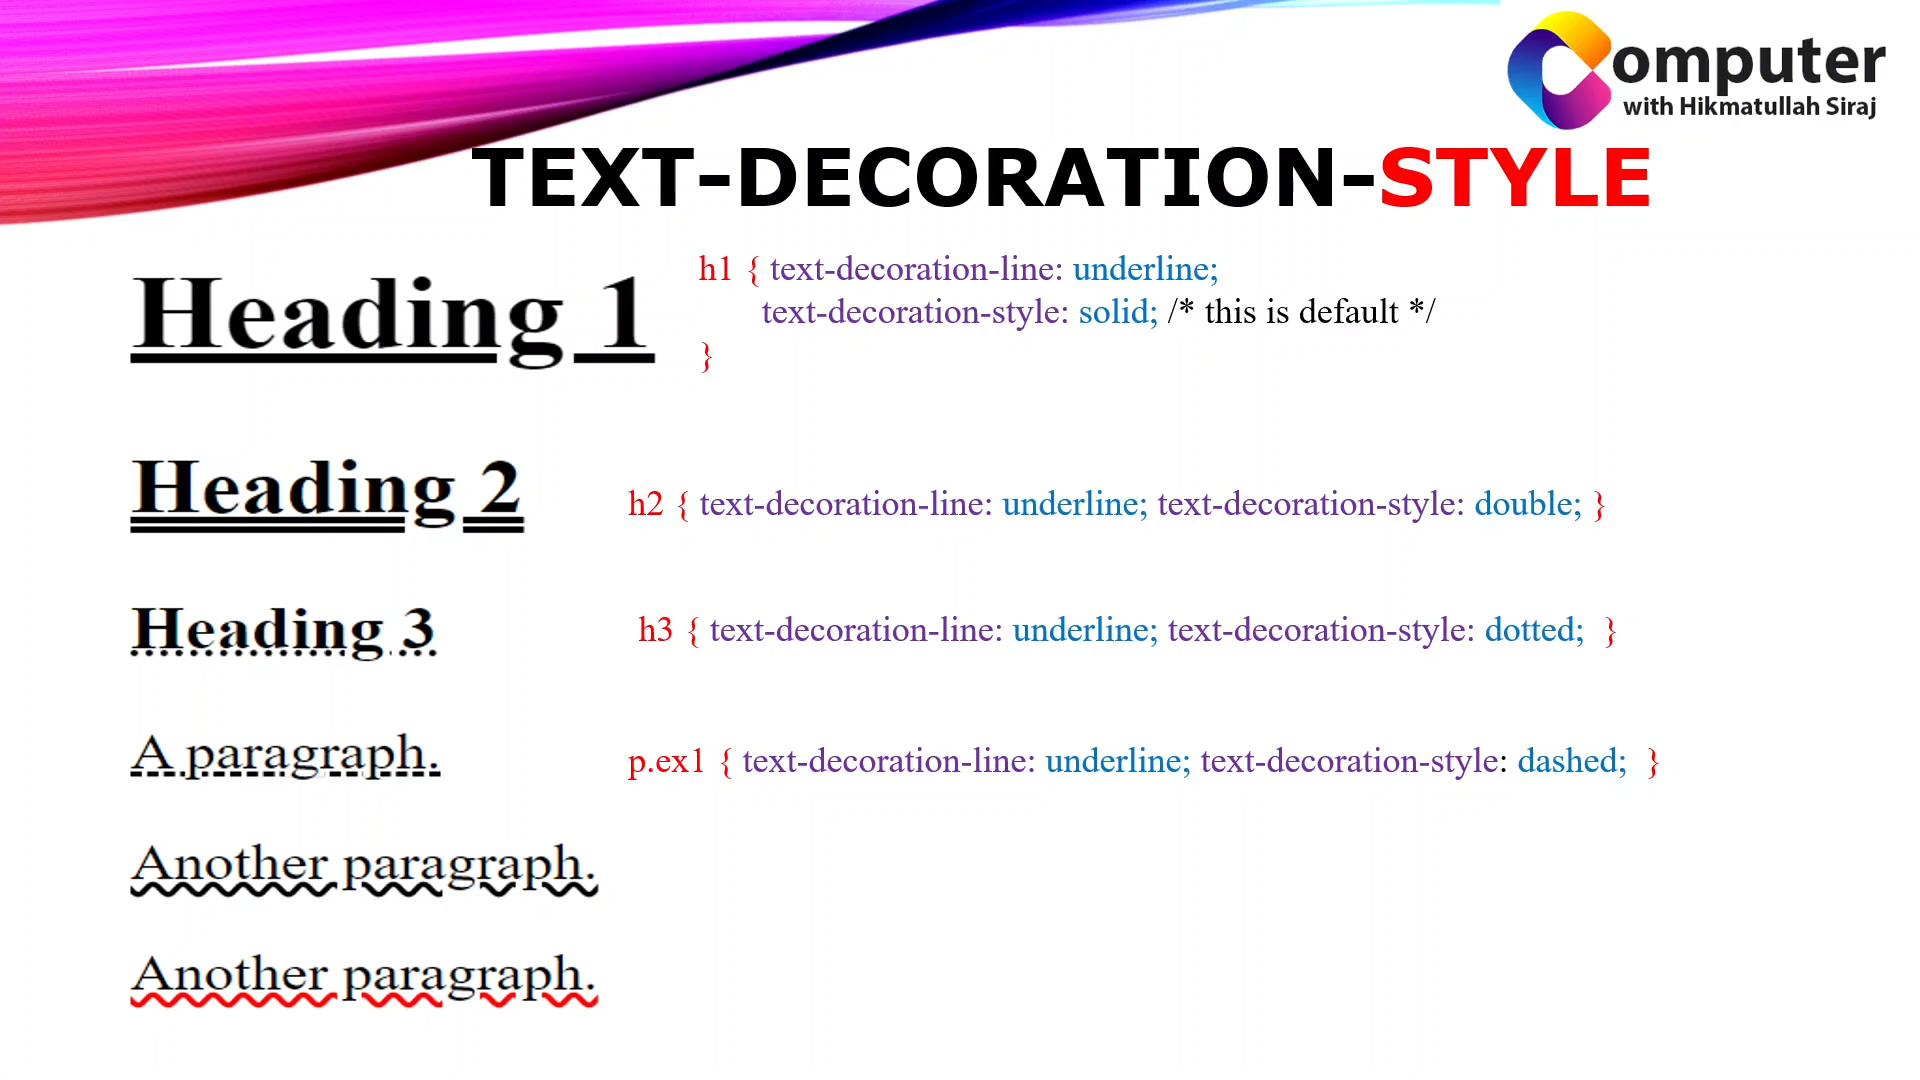 Computer
with Hikmatullah Siraj
TEXT-DECORATION-STYLE
Heading 1
h1 { text-decoration-line: underline;
text-decoration-style: solid; /* this is default */
}
Heading 2
h2 { text-decoration-line: underline; text-decoration-style: double; }
Heading 3
h3 { text-decoration-line: underline; text-decoration-style: dotted; }
A paragraph.
p.ex1 { text-decoration-line: underline; text-decoration-style: dashed; }
Another paragraph.
Another paragraph.